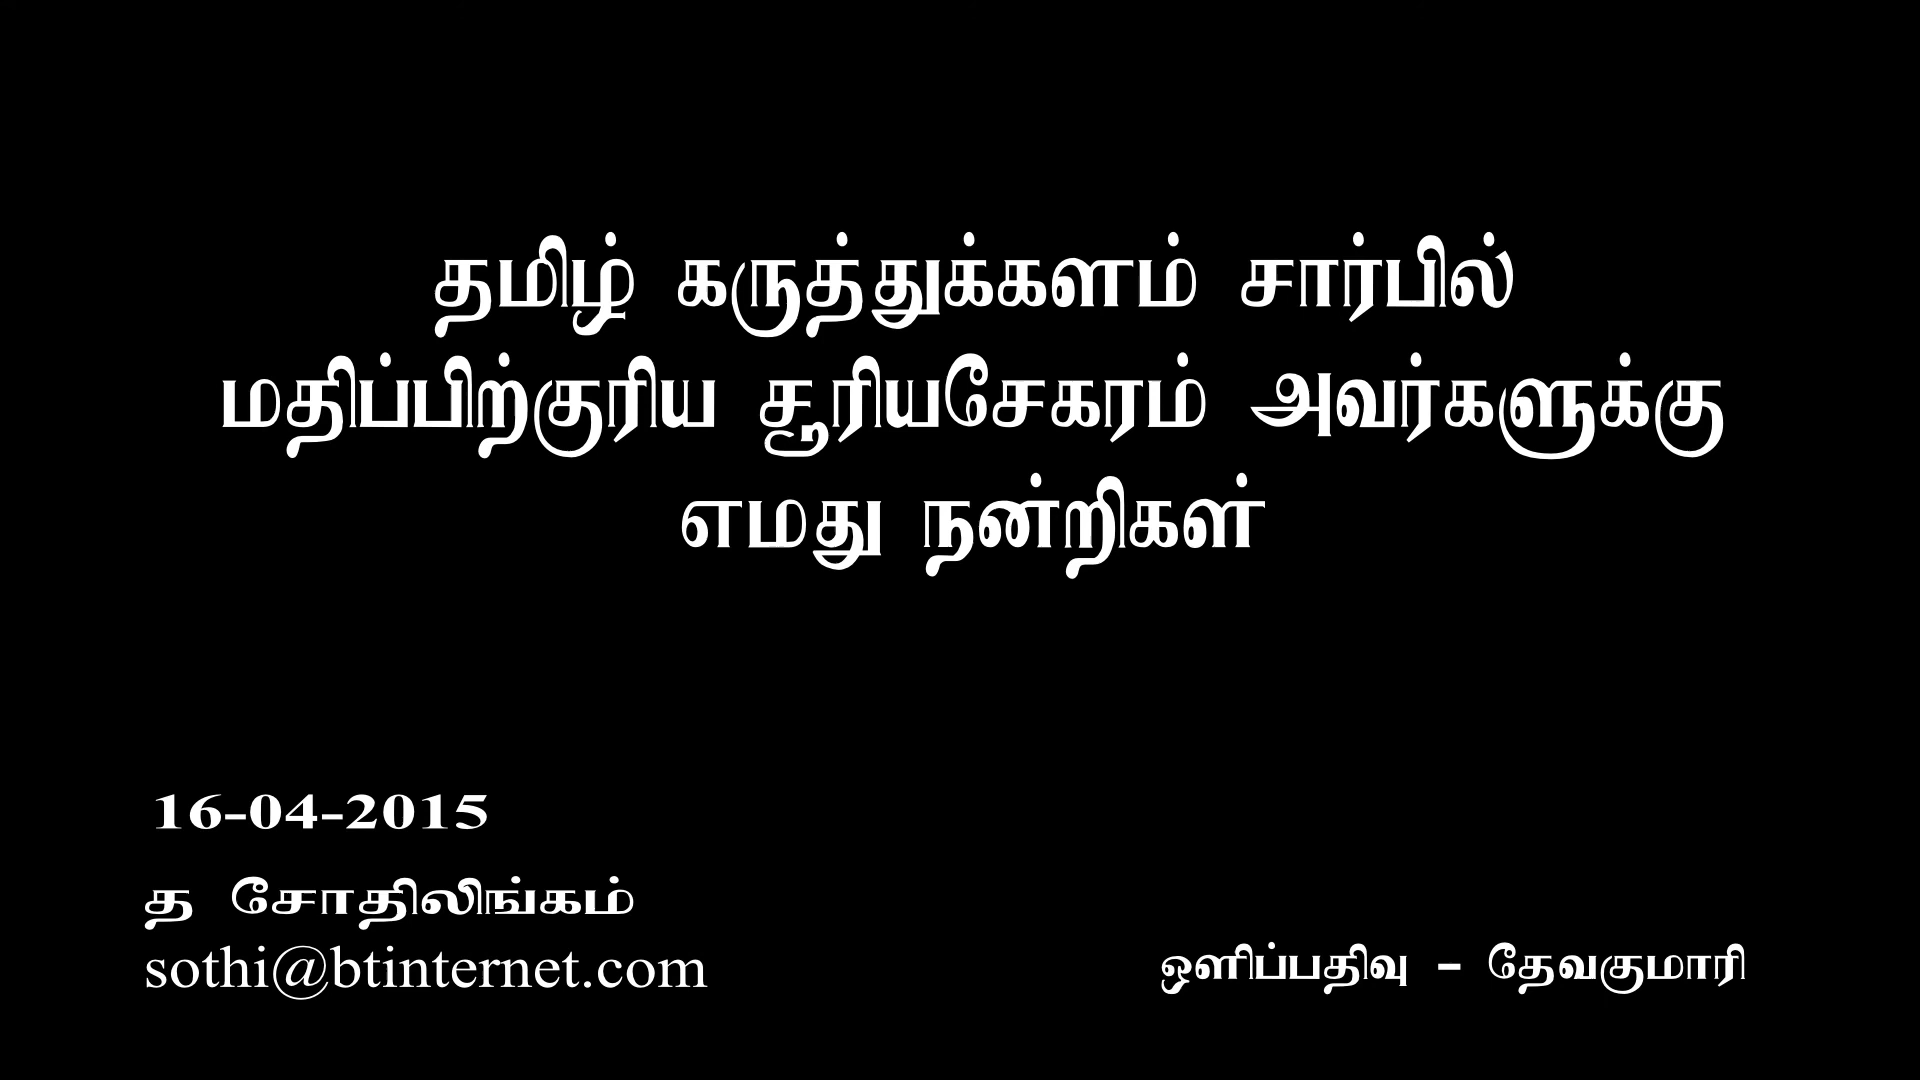 தமிழ் கருத்துக்களம் சார்பில்
மதிப்பிற்குரிய சூரியசேகரம் அவர்களுக்கு
எமது நன்றிகள்
16-04-2015
த சோதிலிங்கம்
sothi@btinternet.com
ஒளிப்பதிவு - தேவகுமாரி